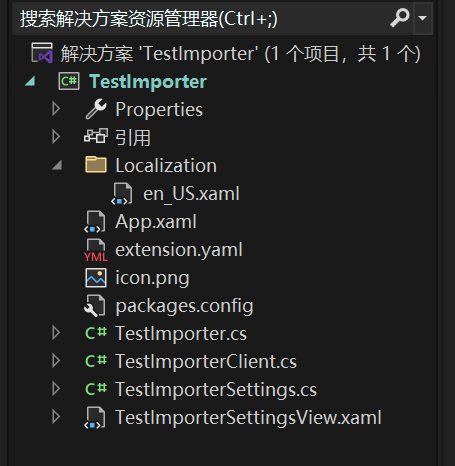 搜索解决方案资源管理器(Ctrl+;)
解决方案 'TestImporter' (1 个项目，共 1 个)
C# TestImporter
Properties
引用
Localization
en_US.xaml
App.xaml
YML extension.yaml
icon.png
packages.config
C# TestImporter.cs
C# TestImporterClient.cs
C# TestImporterSettings.cs
TestImporterSettingsView.xaml